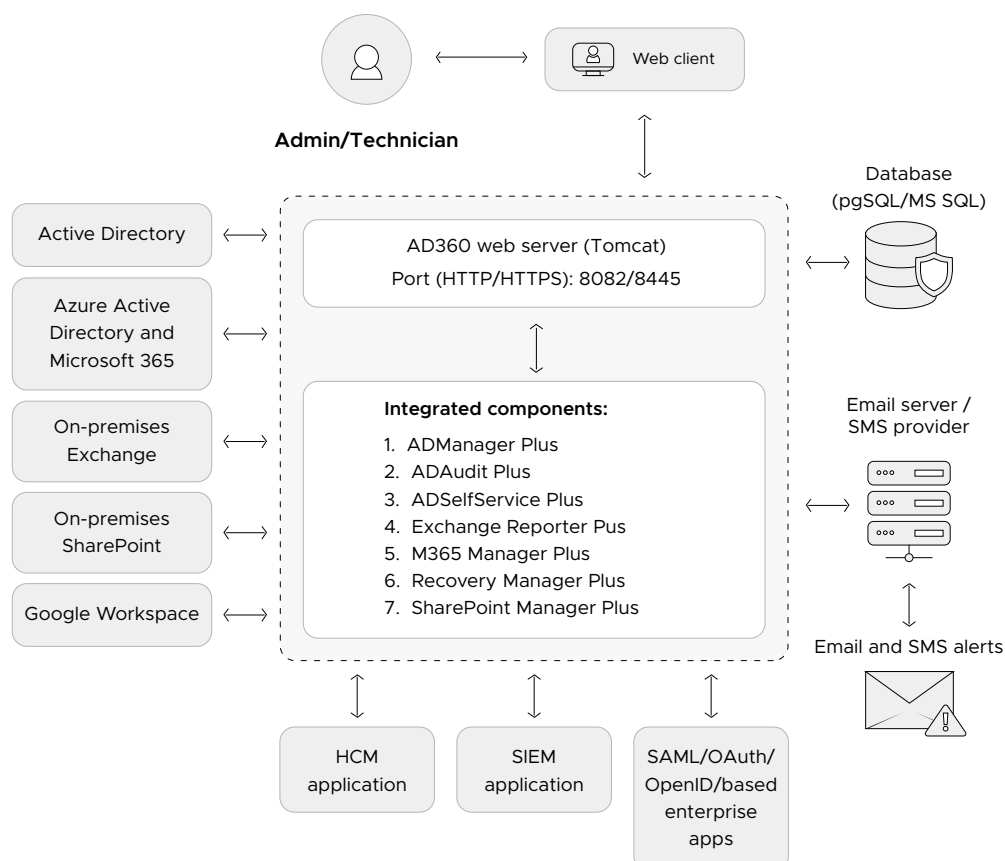 Web client
Admin/Technician
Database
(pgSQL/MS SQL)
Active Directory
AD360 web server (Tomcat)
Port (HTTP/HTTPS): 8082/8445
Azure Active
Directory and
Microsoft 365
Integrated components:
1. ADManager Plus
2. ADAudit Plus
3. ADSelfService Plus
4. Exchange Reporter Pus
5. M365 Manager Plus
6. Recovery Manager Plus
7. SharePoint Manager Plus
Email server /
SMS provider
On-premises
Exchange
On-premises
SharePoint
Google Workspace
Email and SMS alerts
HCM
application
SIEM
application
SAML/OAuth/
OpenID/based
enterprise
apps